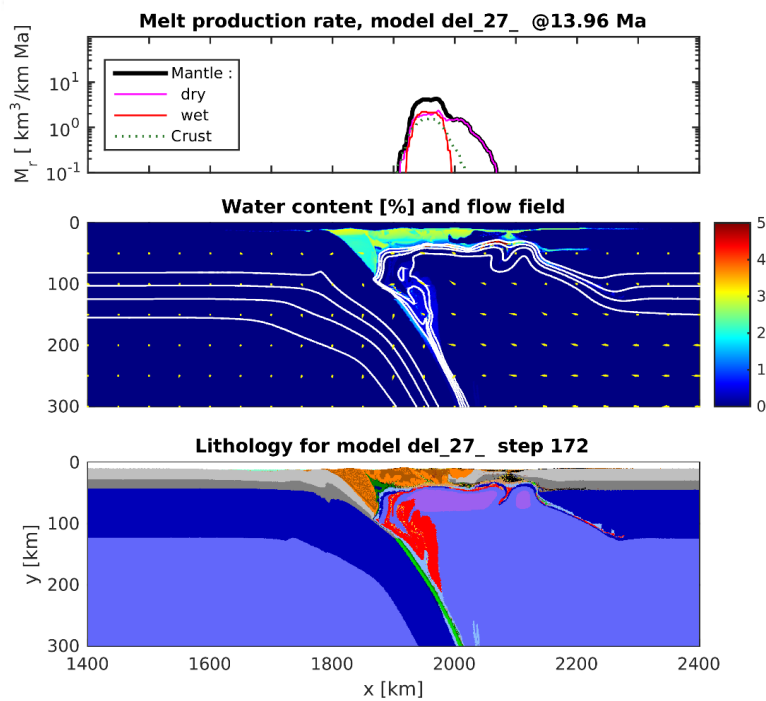 Melt production rate, model del_27_ @13.96 Ma
M_r [ km^3/km Ma]
10^1
10^0
10^-1
Mantle :
dry
wet
Crust
Water content [%] and flow field
0
100
200
300
5
4
3
2
1
0
Lithology for model del_27_ step 172
y [km]
0
100
200
300
1400 1600 1800 2000 2200 2400
x [km]